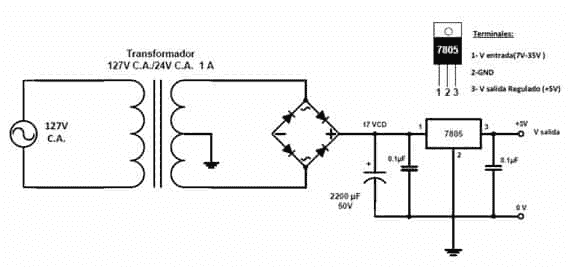 Transformador
127V C.A./24V C.A. 1 A
127V
C.A.
17 VCD
+
2200 µF
50V
0.1µF
1
7805
3
2
0.1µF
+5V
V salida
0 V
7805
1 2 3
Terminales:
1- V entrada(7V-35V )
2-GND
3- V salida Regulado (+5V)